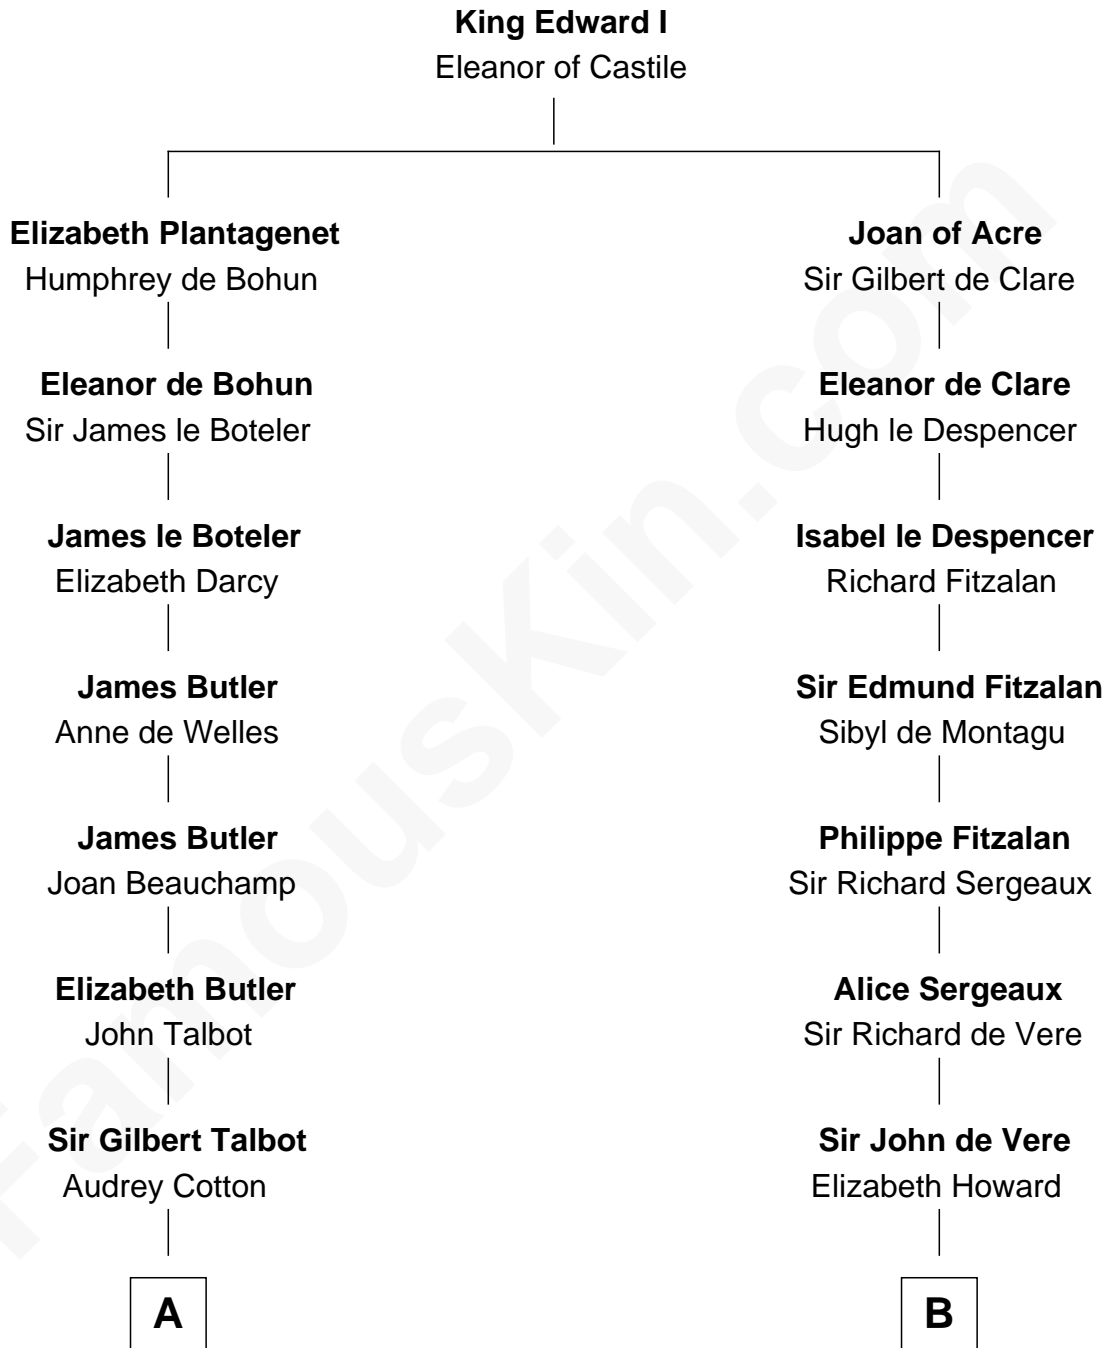 King Edward I
Eleanor of Castile
Elizabeth Plantagenet
Humphrey de Bohun
Joan of Acre
Sir Gilbert de Clare
Eleanor de Bohun
Sir James le Boteler
Eleanor de Clare
Hugh le Despencer
James le Boteler
Elizabeth Darcy
Isabel le Despencer
Richard Fitzalan
James Butler
Anne de Welles
Sir Edmund Fitzalan
Sibyl de Montagu
James Butler
Joan Beauchamp
Philippe Fitzalan
Sir Richard Sergeaux
Elizabeth Butler
John Talbot
Alice Sergeaux
Sir Richard de Vere
Sir Gilbert Talbot
Audrey Cotton
Sir John de Vere
Elizabeth Howard
A
B
FamousKin.com